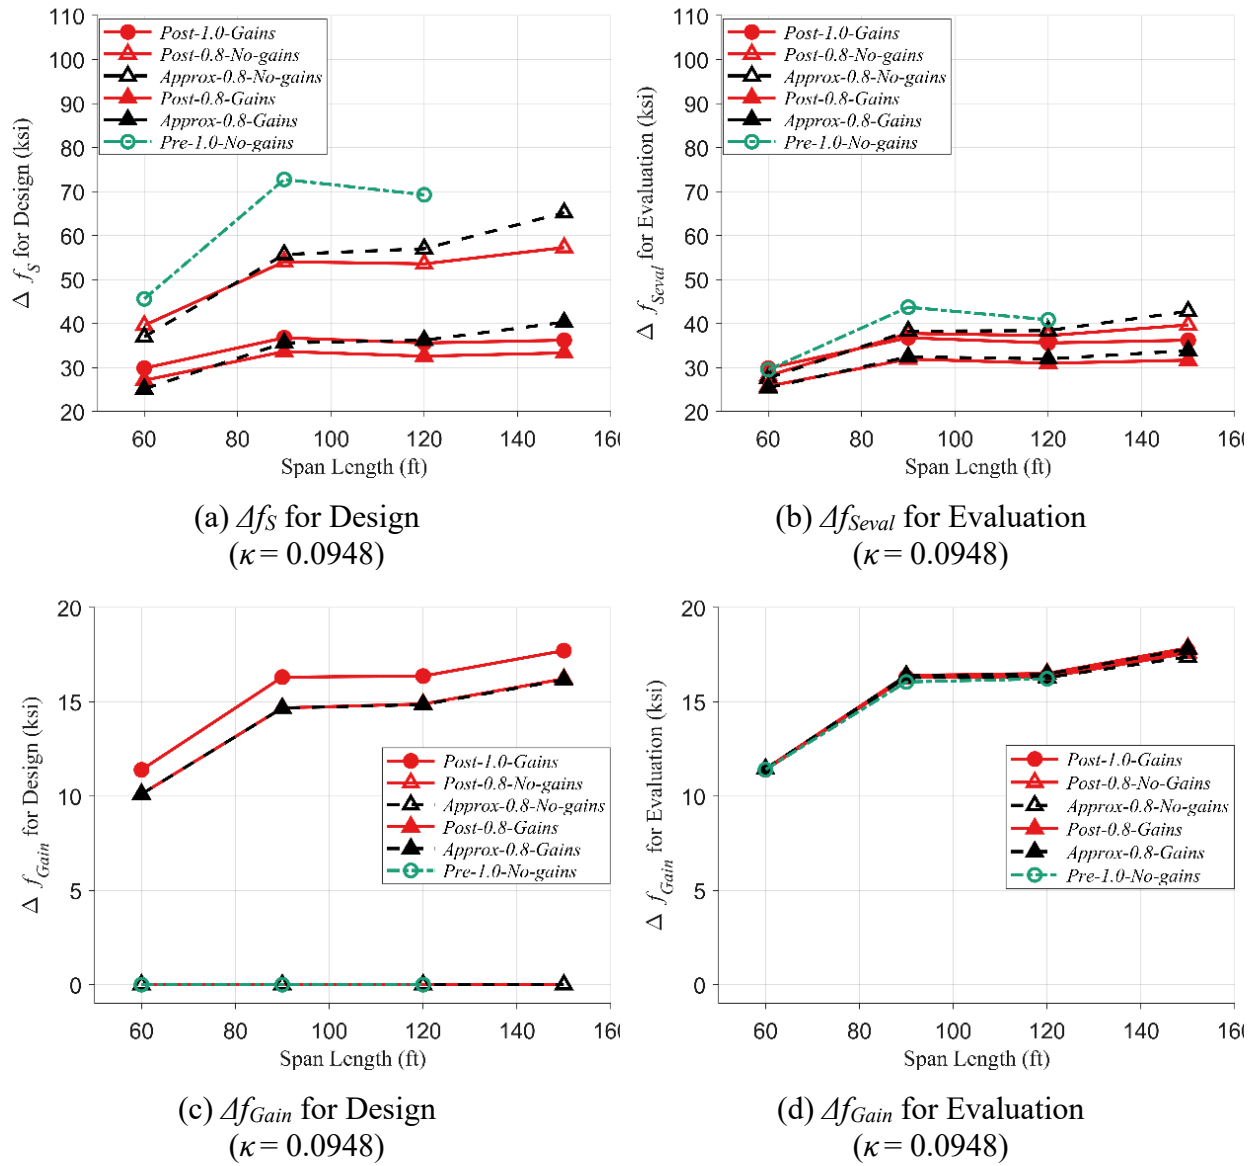 110
100
90
80
70
60
50
40
30
20
Δ fS for Design (ksi)
Post-1.0-Gains
Post-0.8-No-gains
Approx-0.8-No-gains
Post-0.8-Gains
Approx-0.8-Gains
Pre-1.0-No-gains
60 80 100 120 140 160
Span Length (ft)
(a) ΔfS for Design
(κ = 0.0948)
110
100
90
80
70
60
50
40
30
20
Δ fSeval for Evaluation (ksi)
Post-1.0-Gains
Post-0.8-No-gains
Approx-0.8-No-gains
Post-0.8-Gains
Approx-0.8-Gains
Pre-1.0-No-gains
60 80 100 120 140 160
Span Length (ft)
(b) ΔfSeval for Evaluation
(κ = 0.0948)
20
15
10
5
0
Δ fGain for Design (ksi)
Post-1.0-Gains
Post-0.8-No-gains
Approx-0.8-No-gains
Post-0.8-Gains
Approx-0.8-Gains
Pre-1.0-No-gains
60 80 100 120 140 160
Span Length (ft)
(c) ΔfGain for Design
(κ = 0.0948)
20
15
10
5
0
Δ fGain for Evaluation (ksi)
Post-1.0-Gains
Post-0.8-No-Gains
Approx-0.8-No-gains
Post-0.8-Gains
Approx-0.8-Gains
Pre-1.0-No-gains
60 80 100 120 140 160
Span Length (ft)
(d) ΔfGain for Evaluation
(κ = 0.0948)